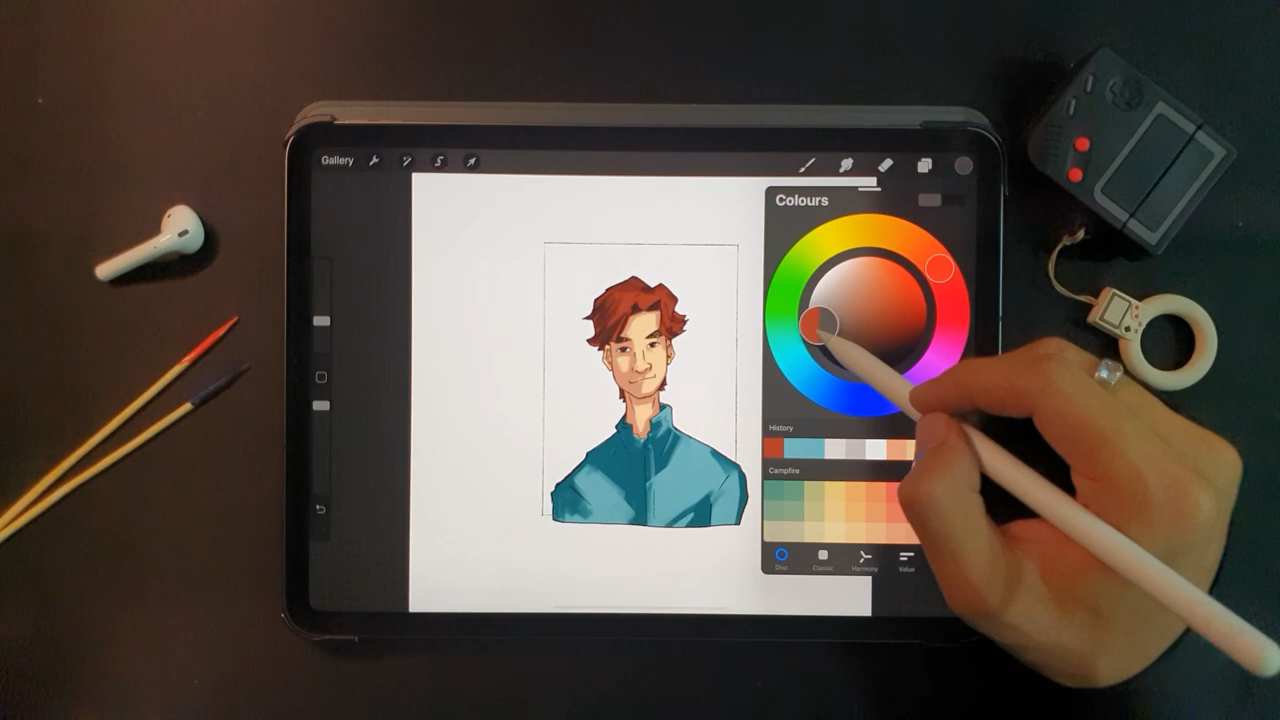 Gallery
Colours
History
Campfire
Disc
Classic
Harmony
Value